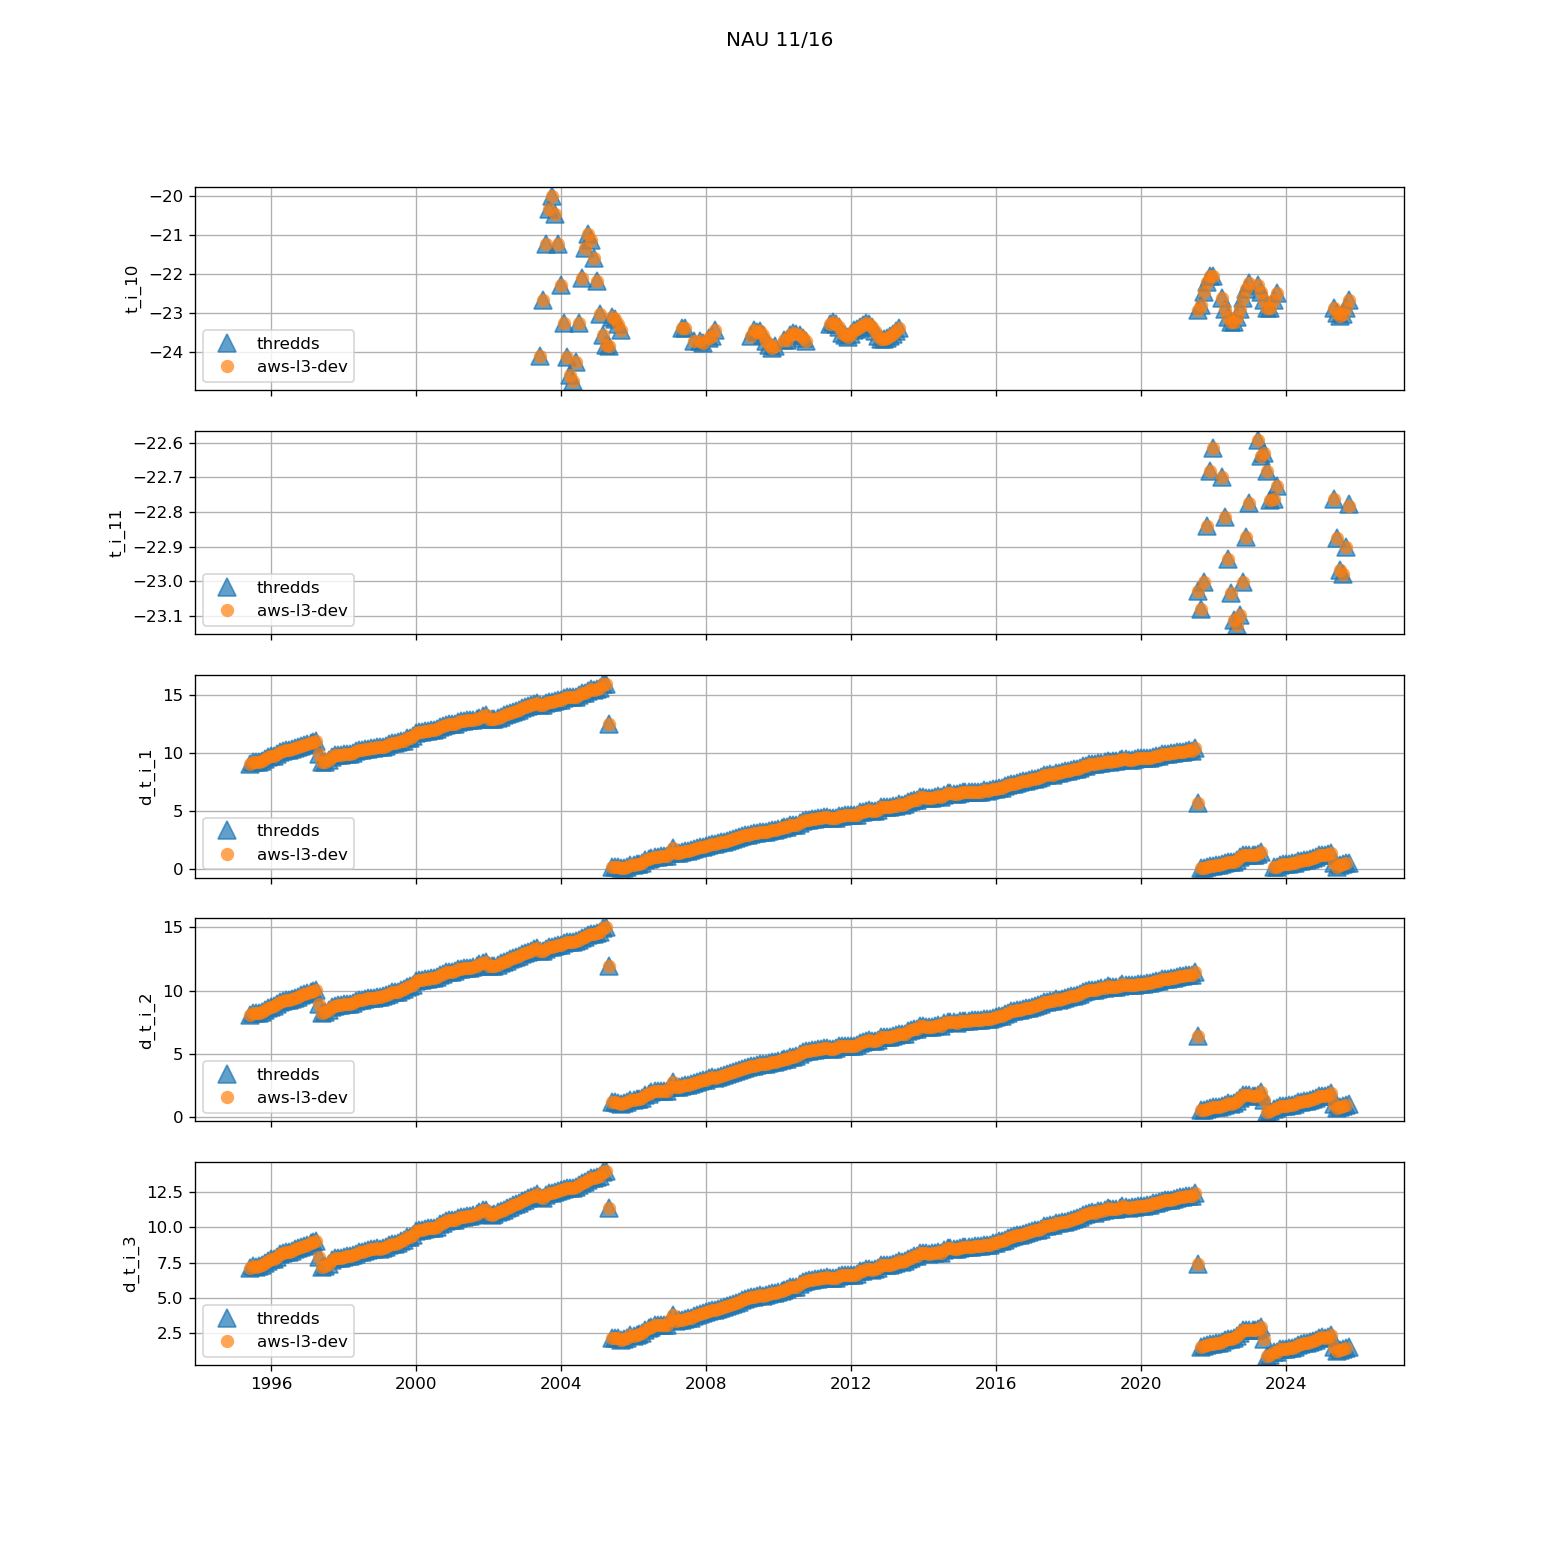 NAU 11/16
−20
−21
−22
−23
−24
t_i_10
thredds
aws-l3-dev
−22.6
−22.7
−22.8
−22.9
−23.0
−23.1
t_i_11
thredds
aws-l3-dev
15
10
5
0
d_t_i_1
thredds
aws-l3-dev
15
10
5
0
d_t_i_2
thredds
aws-l3-dev
12.5
10.0
7.5
5.0
2.5
d_t_i_3
thredds
aws-l3-dev
1996 2000 2004 2008 2012 2016 2020 2024